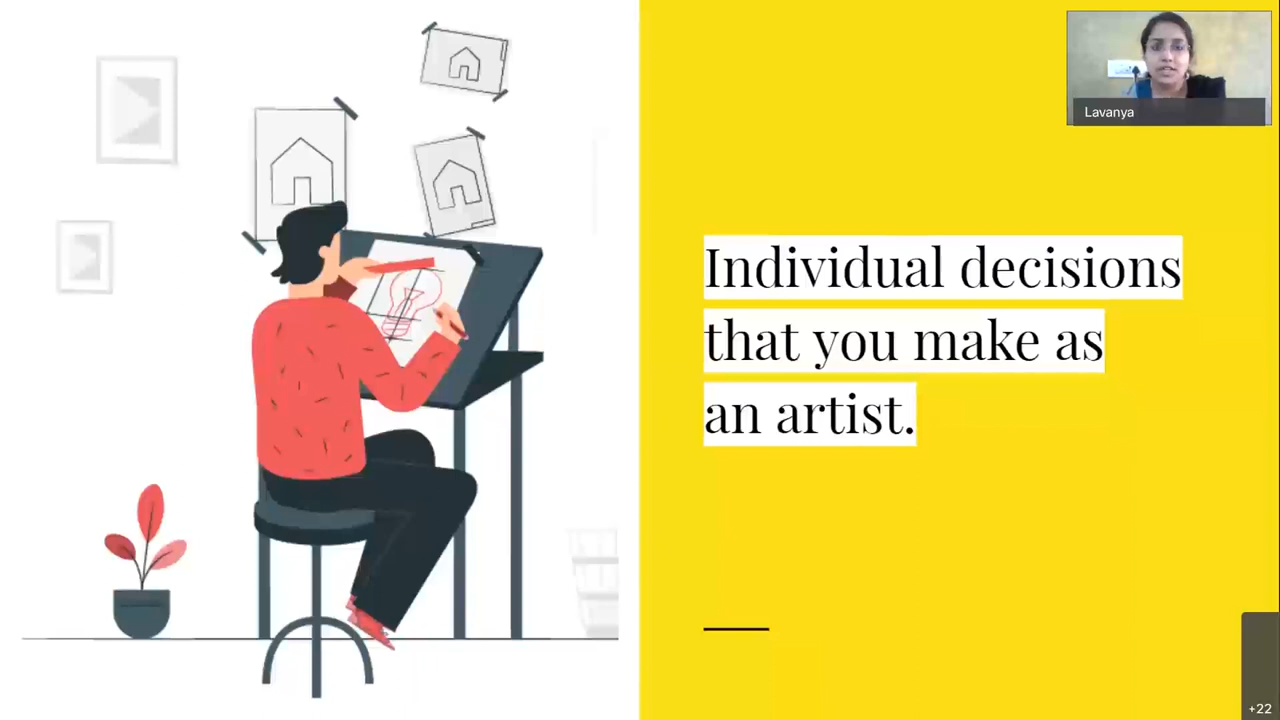 Lavanya
Individual decisions
that you make as
an artist.
+22